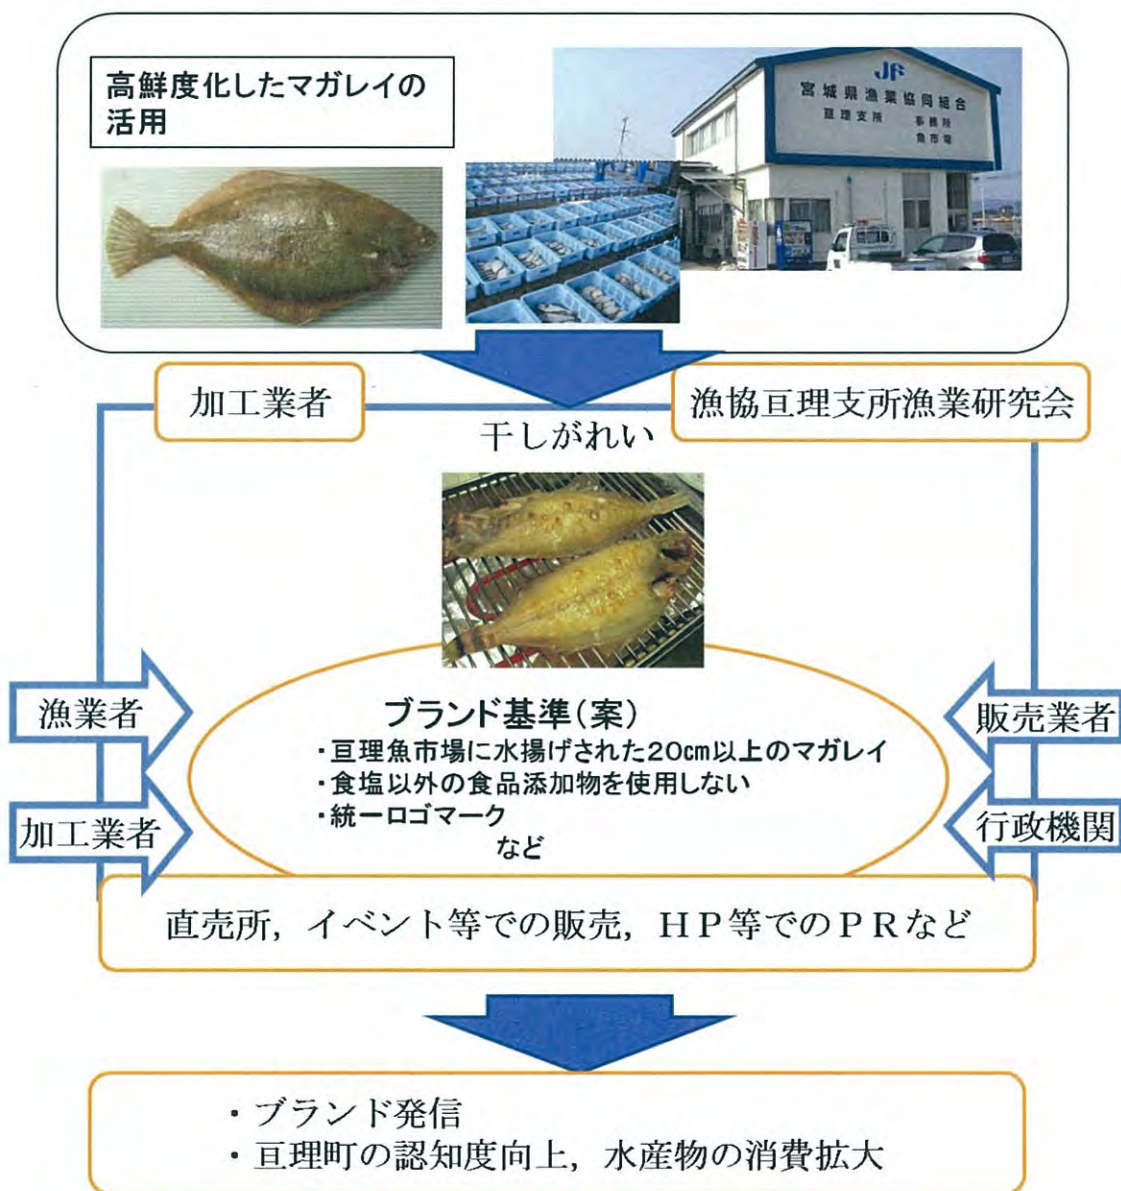 高鮮度化したマガレイの
活用
JF
宮城県漁業協同組合
亘理支所 事務所
魚市場
加工業者
漁協亘理支所漁業研究会
干しがれい
漁業者
販売業者
ブランド基準(案)
・亘理魚市場に水揚げされた20㎝以上のマガレイ
・食塩以外の食品添加物を使用しない
・統一ロゴマーク
など
加工業者
行政機関
直売所，イベント等での販売，ＨＰ等でのＰＲなど
・ブランド発信
・亘理町の認知度向上，水産物の消費拡大